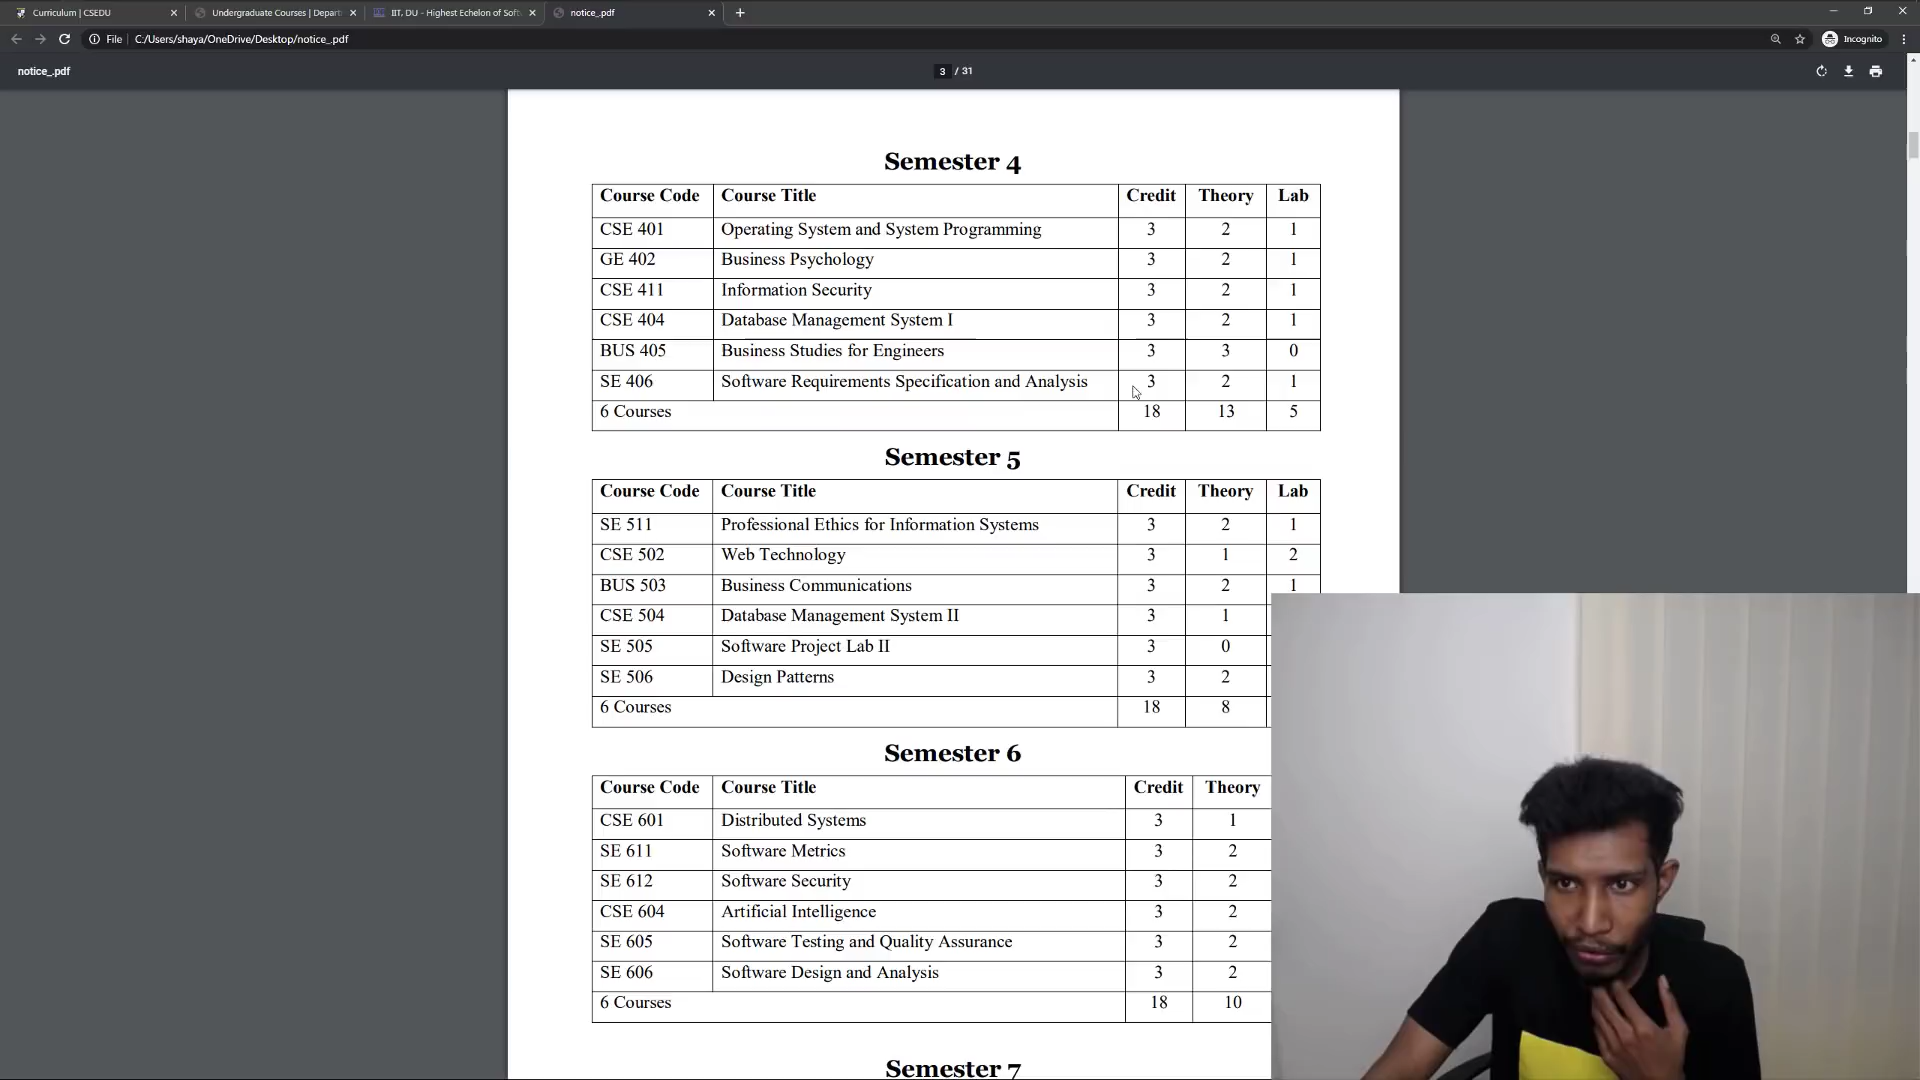 Curriculum | CSEDU
Undergraduate Courses | Depart
IIT, DU - Highest Echelon of Soft
notice_.pdf
File C:/Users/shaya/OneDrive/Desktop/notice_.pdf
Incognito
notice_.pdf
3 / 31
Semester 4
Course Code Course Title Credit Theory Lab
CSE 401 Operating System and System Programming 3 2 1
GE 402 Business Psychology 3 2 1
CSE 411 Information Security 3 2 1
CSE 404 Database Management System I 3 2 1
BUS 405 Business Studies for Engineers 3 3 0
SE 406 Software Requirements Specification and Analysis 3 2 1
6 Courses 18 13 5
Semester 5
Course Code Course Title Credit Theory Lab
SE 511 Professional Ethics for Information Systems 3 2 1
CSE 502 Web Technology 3 1 2
BUS 503 Business Communications 3 2 1
CSE 504 Database Management System II 3 1
SE 505 Software Project Lab II 3 0
SE 506 Design Patterns 3 2
6 Courses 18 8
Semester 6
Course Code Course Title Credit Theory
CSE 601 Distributed Systems 3 1
SE 611 Software Metrics 3 2
SE 612 Software Security 3 2
CSE 604 Artificial Intelligence 3 2
SE 605 Software Testing and Quality Assurance 3 2
SE 606 Software Design and Analysis 3 2
6 Courses 18 10
Semester 7